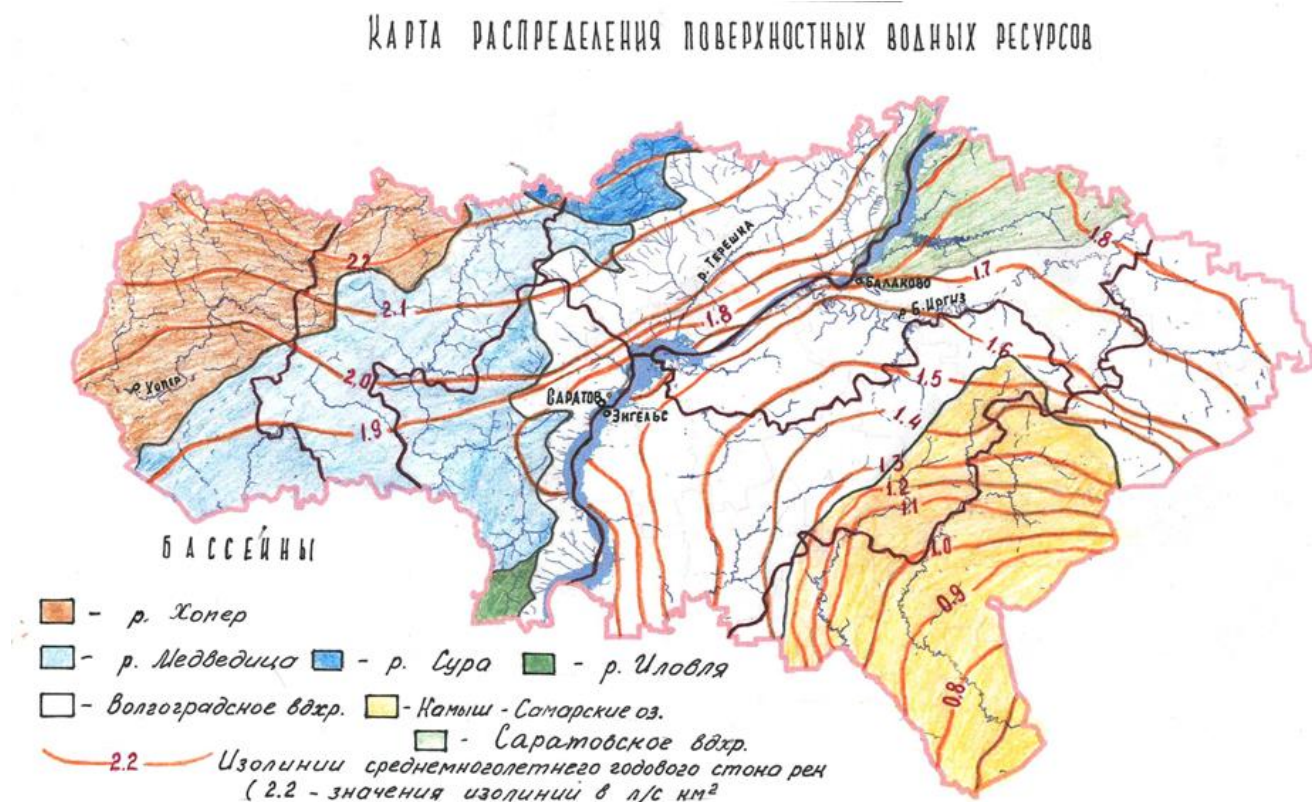 КАРТА РАСПРЕДЕЛЕНИЯ ПОВЕРХНОСТНЫХ ВОДНЫХ РЕСУРСОВ
р. ТЕРЕШКА
1.8
2.2
БАЛАКОВО
1.7
р. Б. ИРГИЗ
2.1
1.8
1.6
р. ХОПЕР
2.0
1.5
САРАТОВ
ЭНГЕЛЬС
1.4
1.9
1.3
1.2
1.1
БАССЕЙНЫ
1.0
0.9
0.8
- р. Хопер
- р. Медведица
- р. Сура
- р. Иловля
- Волгоградское вдхр.
- Камыш - Самарские оз.
- Саратовское вдхр.
2.2 Изолинии среднемноголетнего годового стока рек
( 2.2 - значения изолиний в л/с км²